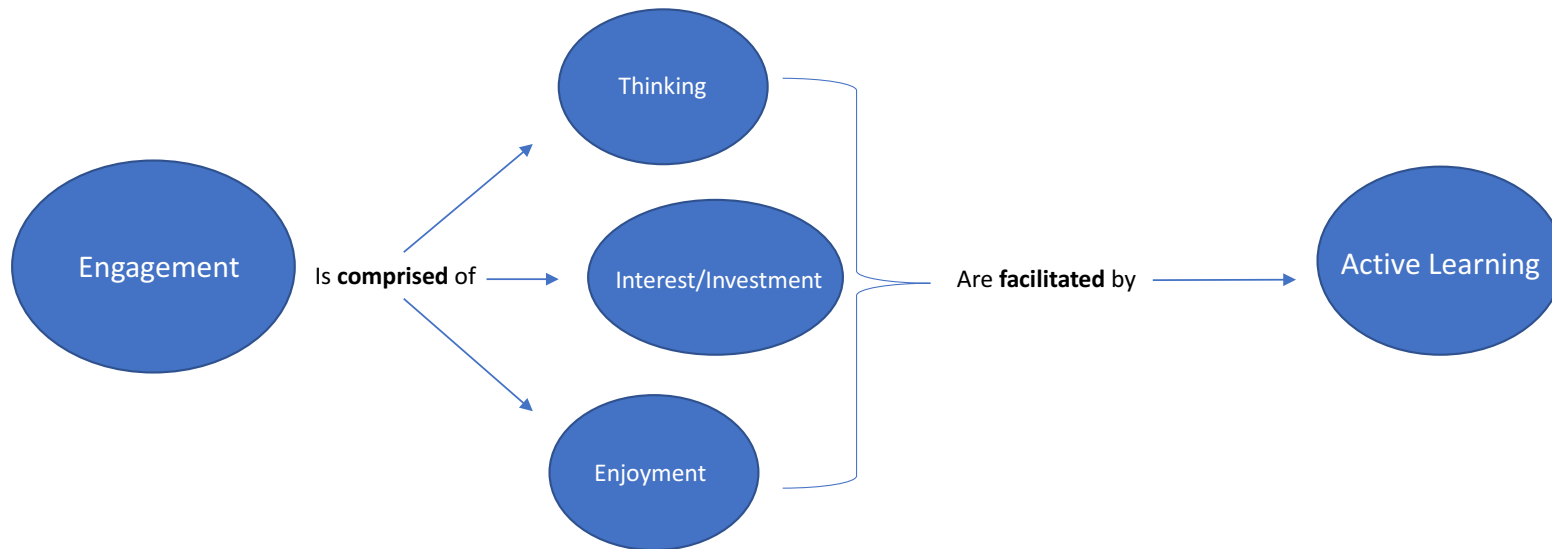 Engagement
Is comprised of
Thinking
Interest/Investment
Enjoyment
Are facilitated by
Active Learning